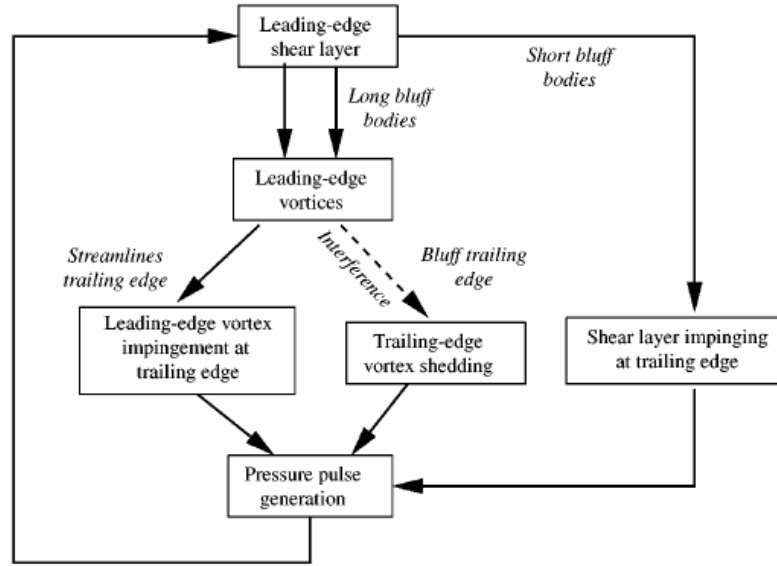 Leading-edge
shear layer
Short bluff
bodies
Long bluff
bodies
Leading-edge
vortices
Streamlines
trailing edge
Interference
Bluff trailing
edge
Leading-edge vortex
impingement at
trailing edge
Trailing-edge
vortex shedding
Shear layer impinging
at trailing edge
Pressure pulse
generation